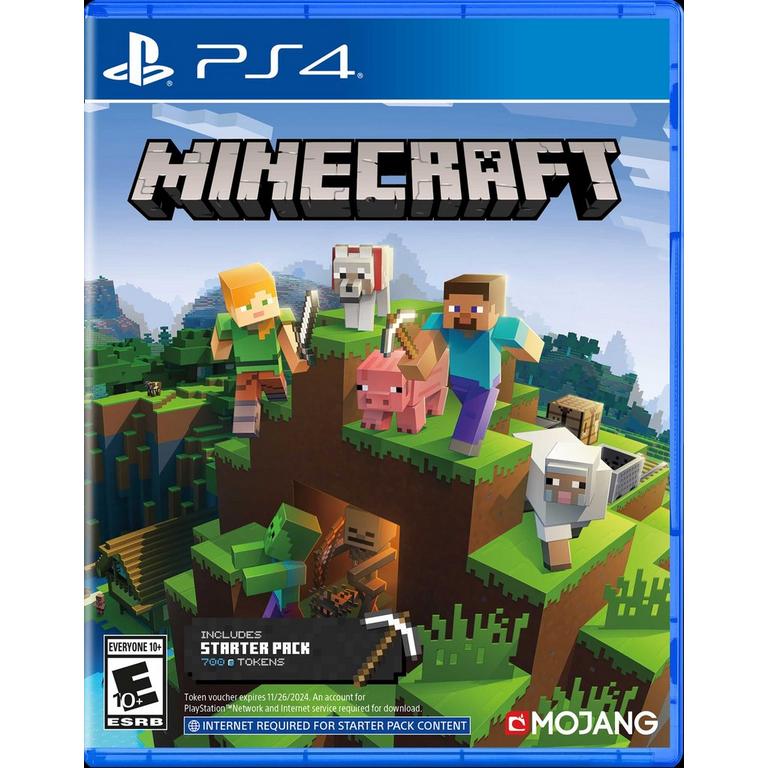 PS4
MINECRAFT
INCLUDES
STARTER PACK
700 TOKENS
EVERYONE 10+
E
10+
ESRB
Token voucher expires 11/26/2024. An account for
PlayStation™Network and Internet service required for download.
INTERNET REQUIRED FOR STARTER PACK CONTENT
MOJANG